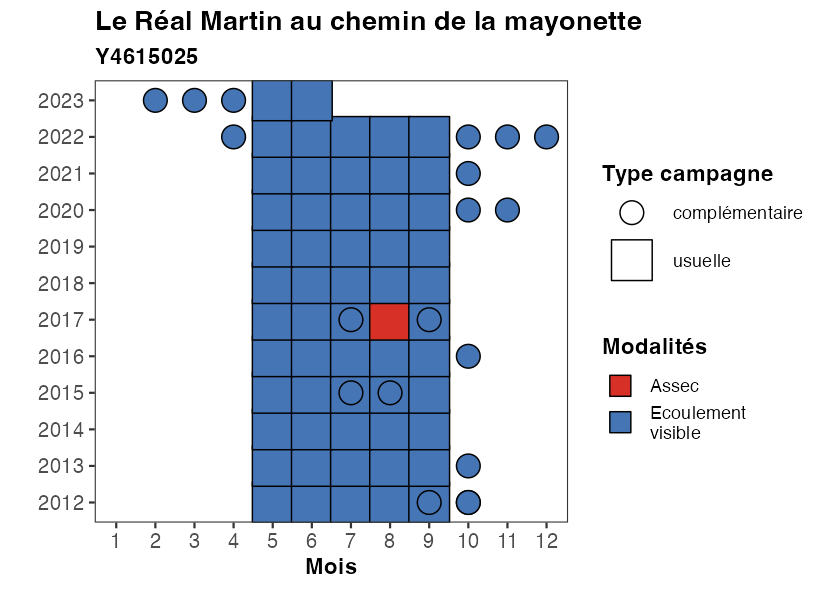 Le Réal Martin au chemin de la mayonette
Y4615025
2023
2022
2021
2020
2019
2018
2017
2016
2015
2014
2013
2012
1 2 3 4 5 6 7 8 9 10 11 12
Mois
Type campagne
complémentaire
usuelle
Modalités
Assec
Ecoulement
visible